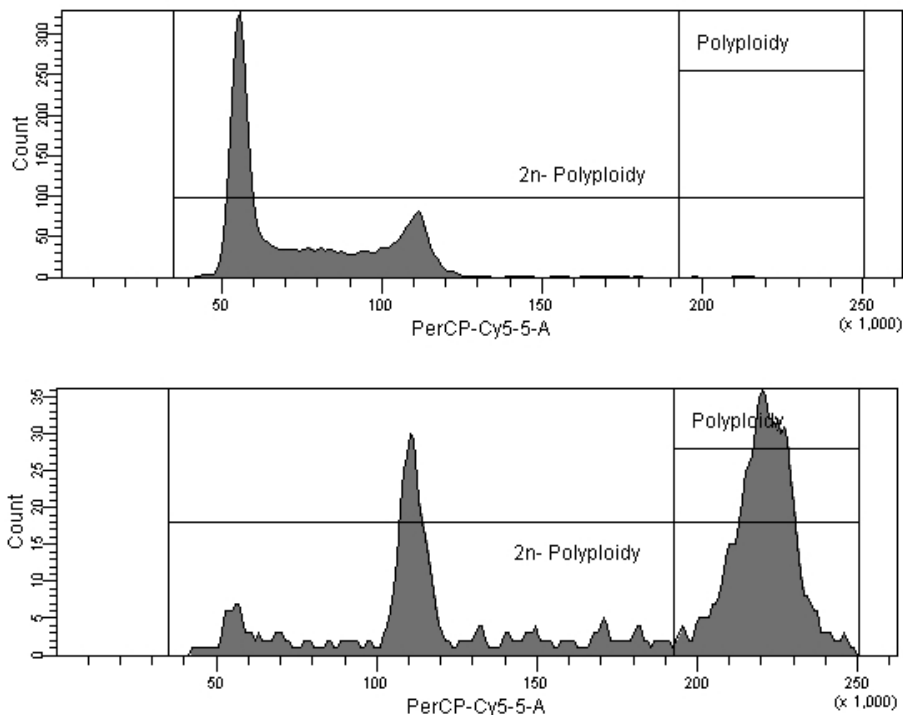 Polyploidy
2n- Polyploidy
Count
0 50 100 150 200 250 300
50 100 150 200 250
PerCP-Cy5-5-A
(x 1,000)
Polyploidy
2n- Polyploidy
Count
0 5 10 15 20 25 30 35
50 100 150 200 250
PerCP-Cy5-5-A
(x 1,000)